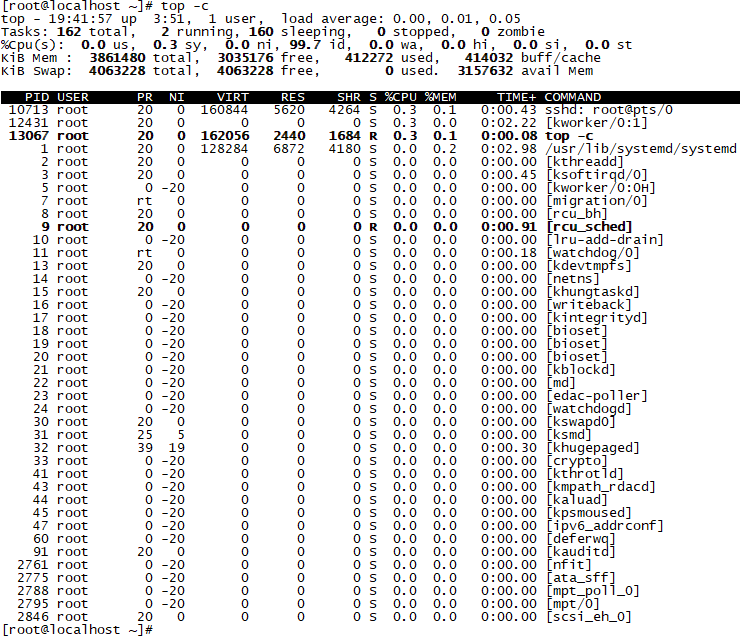 [root@localhost ~]# top -c
top - 19:41:57 up  3:51,  1 user,  load average: 0.00, 0.01, 0.05
Tasks: 162 total,   2 running, 160 sleeping,   0 stopped,   0 zombie
%Cpu(s):  0.0 us,  0.3 sy,  0.0 ni, 99.7 id,  0.0 wa,  0.0 hi,  0.0 si,  0.0 st
KiB Mem :  3861480 total,  3035176 free,   412272 used,   414032 buff/cache
KiB Swap:  4063228 total,  4063228 free,        0 used.  3157632 avail Mem
PID USER      PR  NI    VIRT    RES    SHR S %CPU %MEM     TIME+ COMMAND
10713 root      20   0  160844   5620   4264 S  0.3  0.1   0:00.43 sshd: root@pts/0
12431 root      20   0       0      0      0 S  0.3  0.0   0:02.22 [kworker/0:1]
13067 root      20   0  162056   2440   1684 R  0.3  0.1   0:00.08 top -c
1 root      20   0  128284   6872   4180 S  0.0  0.2   0:02.98 /usr/lib/systemd/systemd
2 root      20   0       0      0      0 S  0.0  0.0   0:00.00 [kthreadd]
3 root      20   0       0      0      0 S  0.0  0.0   0:00.45 [ksoftirqd/0]
5 root       0 -20       0      0      0 S  0.0  0.0   0:00.00 [kworker/0:0H]
7 root      rt   0       0      0      0 S  0.0  0.0   0:00.00 [migration/0]
8 root      20   0       0      0      0 S  0.0  0.0   0:00.00 [rcu_bh]
9 root      20   0       0      0      0 R  0.0  0.0   0:00.91 [rcu_sched]
10 root       0 -20       0      0      0 S  0.0  0.0   0:00.00 [lru-add-drain]
11 root      rt   0       0      0      0 S  0.0  0.0   0:00.18 [watchdog/0]
13 root      20   0       0      0      0 S  0.0  0.0   0:00.00 [kdevtmpfs]
14 root       0 -20       0      0      0 S  0.0  0.0   0:00.00 [netns]
15 root      20   0       0      0      0 S  0.0  0.0   0:00.00 [khungtaskd]
16 root       0 -20       0      0      0 S  0.0  0.0   0:00.00 [writeback]
17 root       0 -20       0      0      0 S  0.0  0.0   0:00.00 [kintegrityd]
18 root       0 -20       0      0      0 S  0.0  0.0   0:00.00 [bioset]
19 root       0 -20       0      0      0 S  0.0  0.0   0:00.00 [bioset]
20 root       0 -20       0      0      0 S  0.0  0.0   0:00.00 [bioset]
21 root       0 -20       0      0      0 S  0.0  0.0   0:00.00 [kblockd]
22 root       0 -20       0      0      0 S  0.0  0.0   0:00.00 [md]
23 root       0 -20       0      0      0 S  0.0  0.0   0:00.00 [edac-poller]
24 root       0 -20       0      0      0 S  0.0  0.0   0:00.00 [watchdogd]
30 root      20   0       0      0      0 S  0.0  0.0   0:00.00 [kswapd0]
31 root      25   5       0      0      0 S  0.0  0.0   0:00.00 [ksmd]
32 root      39  19       0      0      0 S  0.0  0.0   0:00.30 [khugepaged]
33 root       0 -20       0      0      0 S  0.0  0.0   0:00.00 [crypto]
41 root       0 -20       0      0      0 S  0.0  0.0   0:00.00 [kthrotld]
43 root       0 -20       0      0      0 S  0.0  0.0   0:00.00 [kmpath_rdacd]
44 root       0 -20       0      0      0 S  0.0  0.0   0:00.00 [kaluad]
45 root       0 -20       0      0      0 S  0.0  0.0   0:00.00 [kpsmoused]
47 root       0 -20       0      0      0 S  0.0  0.0   0:00.00 [ipv6_addrconf]
60 root       0 -20       0      0      0 S  0.0  0.0   0:00.00 [deferwq]
91 root      20   0       0      0      0 S  0.0  0.0   0:00.00 [kauditd]
2761 root       0 -20       0      0      0 S  0.0  0.0   0:00.00 [nfit]
2775 root       0 -20       0      0      0 S  0.0  0.0   0:00.00 [ata_sff]
2788 root       0 -20       0      0      0 S  0.0  0.0   0:00.00 [mpt_poll_0]
2795 root       0 -20       0      0      0 S  0.0  0.0   0:00.00 [mpt/0]
2846 root      20   0       0      0      0 S  0.0  0.0   0:00.00 [scsi_eh_0]
[root@localhost ~]#